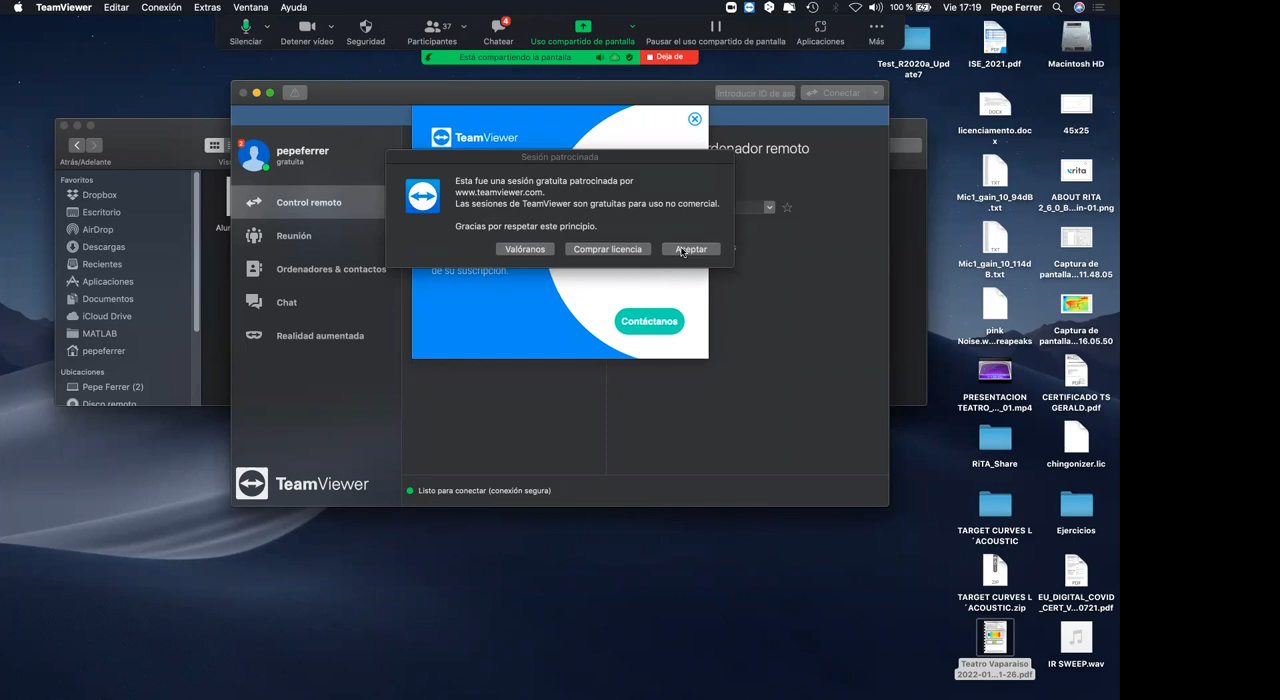 TeamViewer Editar Conexión Extras Ventana Ayuda
100 % Vie 17:19 Pepe Ferrer
Silenciar Detener video Seguridad Participantes 37 Chatear 4 Uso compartido de pantalla Pausar el uso compartido de pantalla Aplicaciones Más
Está compartiendo la pantalla Deja de
Introducir ID de aso Conectar
Atrás/Adelante
Favoritos
Dropbox
Escritorio
AirDrop
Descargas
Recientes
Aplicaciones
Documentos
iCloud Drive
MATLAB
pepeferrer
Ubicaciones
Pepe Ferrer (2)
Disco remoto
2
pepeferrer
gratuita
Control remoto
Reunión
Ordenadores & contactos
Chat
Realidad aumentada
TeamViewer
TeamViewer
rdenador remoto
Sesión patrocinada
Esta fue una sesión gratuita patrocinada por
www.teamviewer.com.
Las sesiones de TeamViewer son gratuitas para uso no comercial.
Gracias por respetar este principio.
Valóranos Comprar licencia Aceptar
de su suscripción.
Contáctanos
Listo para conectar (conexión segura)
Test_R2020a_Upd
ate7
ISE_2021.pdf
Macintosh HD
licenciamento.doc
x
45x25
Mic1_gain_10_94dB
.txt
ABOUT RITA
2_6_0_B...in-01.png
Mic1_gain_10_114d
B.txt
Captura de
pantalla...11.48.05
pink
Noise.w...reapeaks
Captura de
pantalla...16.05.50
PRESENTACION
TEATRO_..._01.mp4
CERTIFICADO TS
GERALD.pdf
RiTA_Share
chingonizer.lic
TARGET CURVES L
´ACOUSTIC
Ejercicios
TARGET CURVES L
´ACOUSTIC.zip
EU_DIGITAL_COVID
_CERT_V...0721.pdf
Teatro Vaparaiso
2022-01...1-26.pdf
IR SWEEP.wav